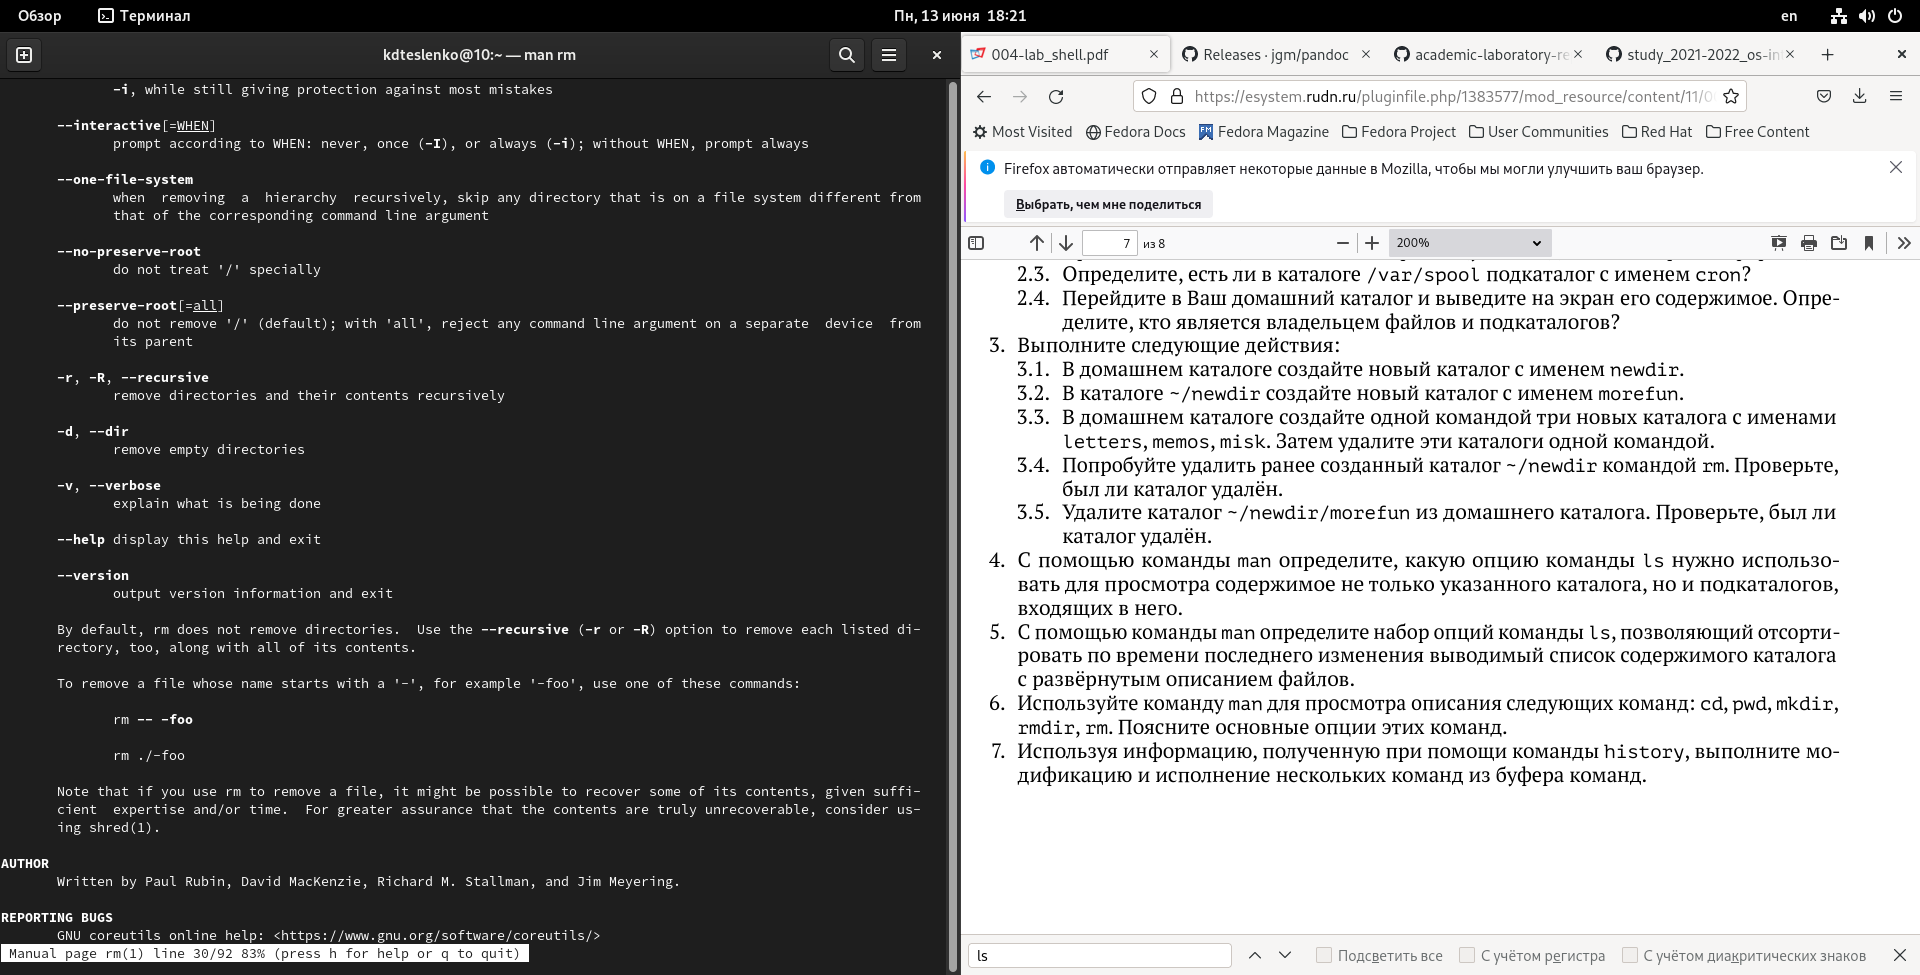 Обзор
Терминал
Пн, 13 июня 18:21
en
kdteslenko@10:~ — man rm
-i, while still giving protection against most mistakes
--interactive[=WHEN]
prompt according to WHEN: never, once (-I), or always (-i); without WHEN, prompt always
--one-file-system
when removing a hierarchy recursively, skip any directory that is on a file system different from
that of the corresponding command line argument
--no-preserve-root
do not treat '/' specially
--preserve-root[=all]
do not remove '/' (default); with 'all', reject any command line argument on a separate device from
its parent
-r, -R, --recursive
remove directories and their contents recursively
-d, --dir
remove empty directories
-v, --verbose
explain what is being done
--help display this help and exit
--version
output version information and exit
By default, rm does not remove directories. Use the --recursive (-r or -R) option to remove each listed di-
rectory, too, along with all of its contents.
To remove a file whose name starts with a '-', for example '-foo', use one of these commands:
rm -- -foo
rm ./-foo
Note that if you use rm to remove a file, it might be possible to recover some of its contents, given suffi-
cient expertise and/or time. For greater assurance that the contents are truly unrecoverable, consider us-
ing shred(1).
AUTHOR
Written by Paul Rubin, David MacKenzie, Richard M. Stallman, and Jim Meyering.
REPORTING BUGS
GNU coreutils online help: <https://www.gnu.org/software/coreutils/>
Manual page rm(1) line 30/92 83% (press h for help or q to quit)
004-lab_shell.pdf
Releases · jgm/pandoc
academic-laboratory-re
study_2021-2022_os-in
https://esystem.rudn.ru/pluginfile.php/1383577/mod_resource/content/11/0
Most Visited
Fedora Docs
Fedora Magazine
Fedora Project
User Communities
Red Hat
Free Content
Firefox автоматически отправляет некоторые данные в Mozilla, чтобы мы могли улучшить ваш браузер.
Выбрать, чем мне поделиться
7 из 8
200%
2.3. Определите, есть ли в каталоге /var/spool подкаталог с именем cron?
2.4. Перейдите в Ваш домашний каталог и выведите на экран его содержимое. Опре-
делите, кто является владельцем файлов и подкаталогов?
3. Выполните следующие действия:
3.1. В домашнем каталоге создайте новый каталог с именем newdir.
3.2. В каталоге ~/newdir создайте новый каталог с именем morefun.
3.3. В домашнем каталоге создайте одной командой три новых каталога с именами
letters, memos, misk. Затем удалите эти каталоги одной командой.
3.4. Попробуйте удалить ранее созданный каталог ~/newdir командой rm. Проверьте,
был ли каталог удалён.
3.5. Удалите каталог ~/newdir/morefun из домашнего каталога. Проверьте, был ли
каталог удалён.
4. С помощью команды man определите, какую опцию команды ls нужно использо-
вать для просмотра содержимое не только указанного каталога, но и подкаталогов,
входящих в него.
5. С помощью команды man определите набор опций команды ls, позволяющий отсорти-
ровать по времени последнего изменения выводимый список содержимого каталога
с развёрнутым описанием файлов.
6. Используйте команду man для просмотра описания следующих команд: cd, pwd, mkdir,
rmdir, rm. Поясните основные опции этих команд.
7. Используя информацию, полученную при помощи команды history, выполните мо-
дификацию и исполнение нескольких команд из буфера команд.
ls
Подсветить все
С учётом регистра
С учётом диакритических знаков